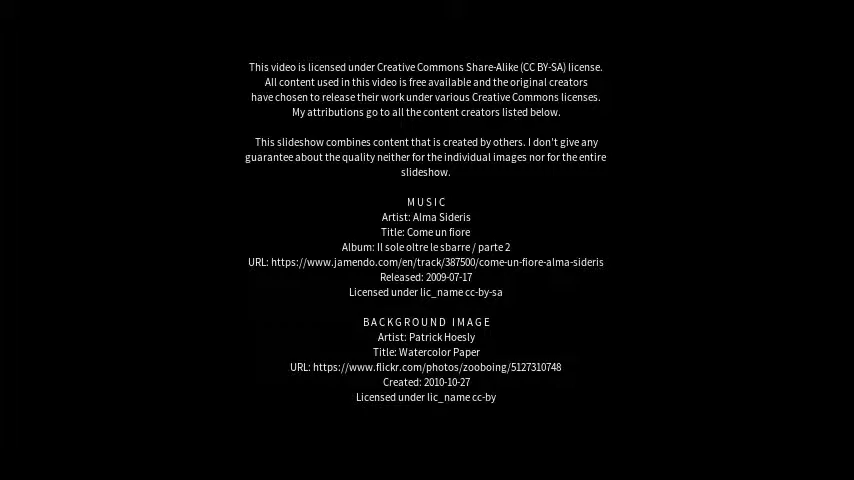 This video is licensed under Creative Commons Share-Alike (CC BY-SA) license.
All content used in this video is free available and the original creators
have chosen to release their work under various Creative Commons licenses.
My attributions go to all the content creators listed below.
This slideshow combines content that is created by others. I don't give any
guarantee about the quality neither for the individual images nor for the entire
slideshow.
MUSIC
Artist: Alma Sideris
Title: Come un fiore
Album: Il sole oltre le sbarre / parte 2
URL: https://www.jamendo.com/en/track/387500/come-un-fiore-alma-sideris
Released: 2009-07-17
Licensed under lic_name cc-by-sa
BACKGROUND IMAGE
Artist: Patrick Hoesly
Title: Watercolor Paper
URL: https://www.flickr.com/photos/zooboing/5127310748
Created: 2010-10-27
Licensed under lic_name cc-by